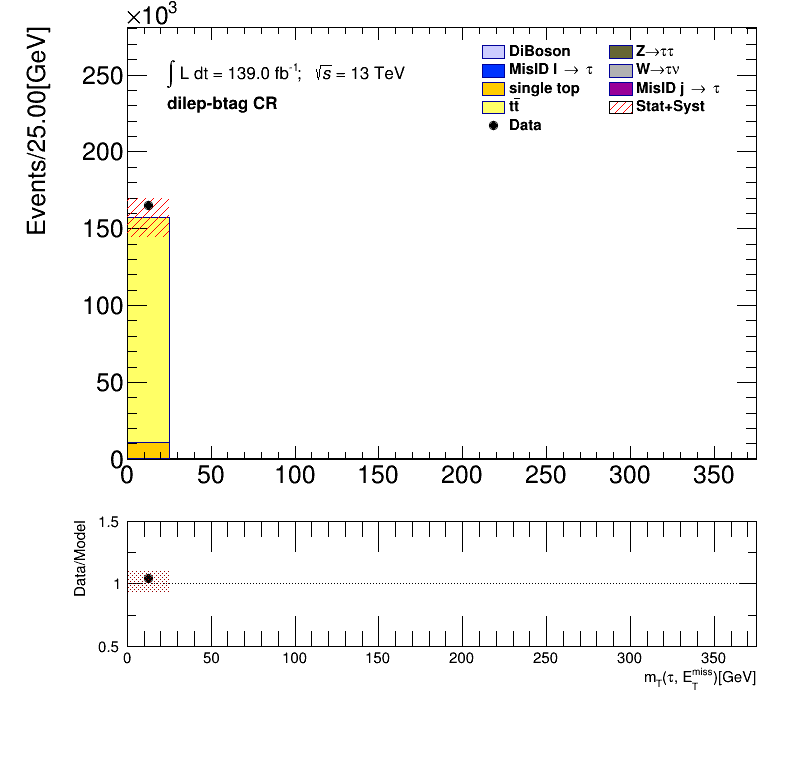 ×10³
Events/25.00[GeV]
250
200
150
100
50
0
∫ L dt = 139.0 fb⁻¹; √s = 13 TeV
dilep-btag CR
DiBoson
MisID l → τ
single top
tt̄
Data
Z→ττ
W→τν
MisID j → τ
Stat+Syst
0 50 100 150 200 250 300 350
Data/Model
1.5
1
0.5
0 50 100 150 200 250 300 350
m_T(τ, E_T^miss)[GeV]